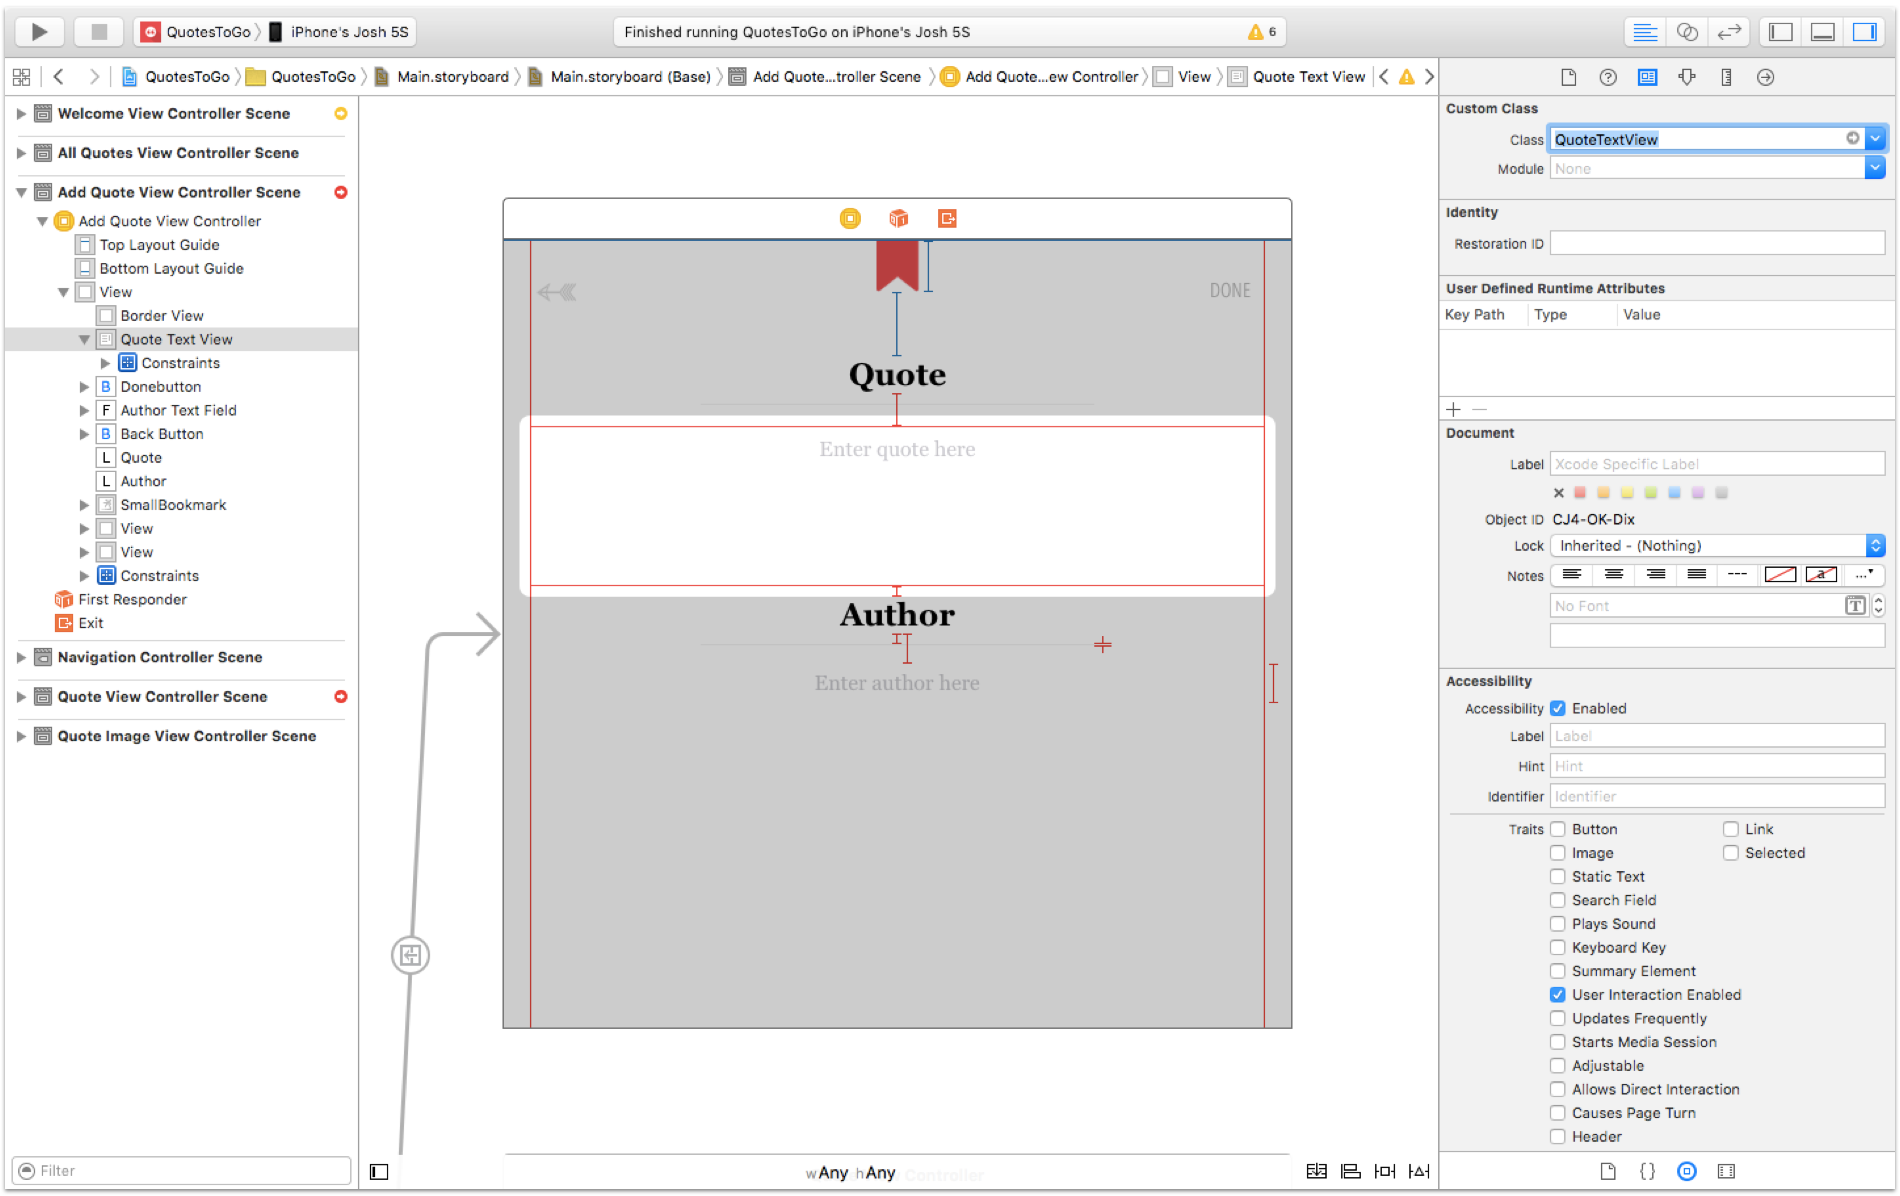 QuotesToGo iPhone's Josh 5S
Finished running QuotesToGo on iPhone's Josh 5S 6
QuotesToGo QuotesToGo Main.storyboard Main.storyboard (Base) Add Quote...troller Scene Add Quote...ew Controller View Quote Text View
Welcome View Controller Scene
All Quotes View Controller Scene
Add Quote View Controller Scene
Add Quote View Controller
Top Layout Guide
Bottom Layout Guide
View
Border View
Quote Text View
Constraints
B Donebutton
F Author Text Field
B Back Button
L Quote
L Author
SmallBookmark
View
View
Constraints
First Responder
Exit
Navigation Controller Scene
Quote View Controller Scene
Quote Image View Controller Scene
Filter
DONE
Quote
Enter quote here
Author
Enter author here
wAny hAny
Controller
Custom Class
Class QuoteTextView
Module None
Identity
Restoration ID
User Defined Runtime Attributes
Key Path Type Value
Document
Label Xcode Specific Label
Object ID CJ4-OK-Dix
Lock Inherited - (Nothing)
Notes --- a ...
No Font T
Accessibility
Accessibility Enabled
Label Label
Hint Hint
Identifier Identifier
Traits Button Link
Image Selected
Static Text
Search Field
Plays Sound
Keyboard Key
Summary Element
User Interaction Enabled
Updates Frequently
Starts Media Session
Adjustable
Allows Direct Interaction
Causes Page Turn
Header
{ }